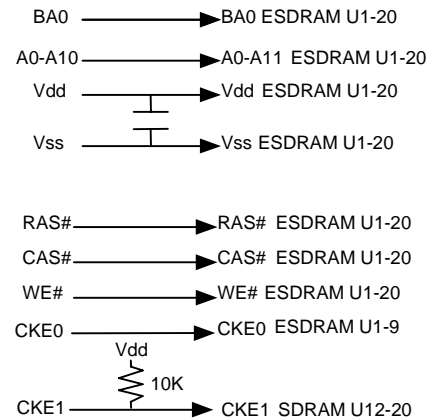 BA0 BA0 ESDRAM U1-20
A0-A10 A0-A11 ESDRAM U1-20
Vdd Vdd ESDRAM U1-20
Vss Vss ESDRAM U1-20
RAS# RAS# ESDRAM U1-20
CAS# CAS# ESDRAM U1-20
WE# WE# ESDRAM U1-20
CKE0 CKE0 ESDRAM U1-9
Vdd
10K
CKE1 CKE1 SDRAM U12-20